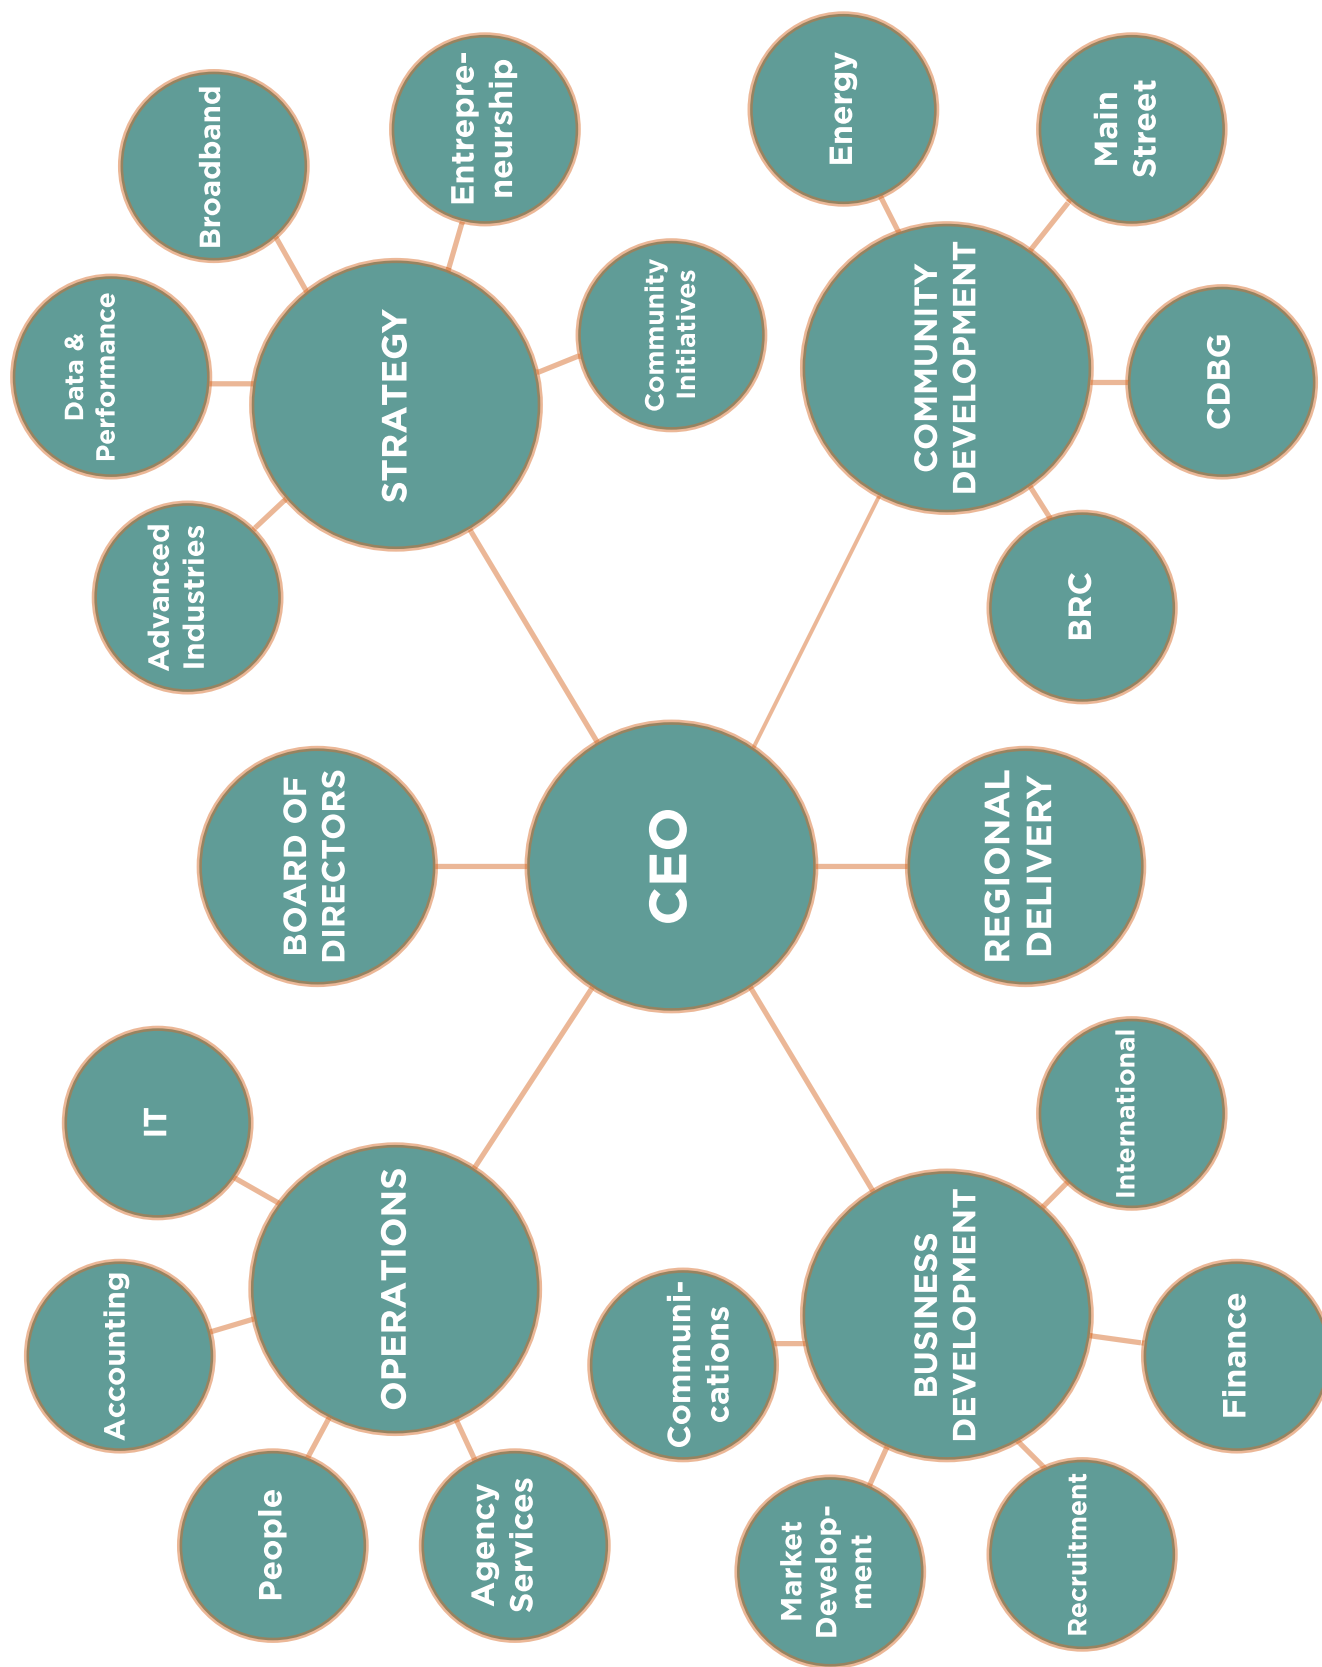 IT
Accounting
People
Agency
Services
OPERATIONS
BOARD OF
DIRECTORS
Advanced
Industries
Data &
Performance
Broadband
Entrepre-
neurship
Community
Initiatives
STRATEGY
CEO
Communi-
cations
Market
Develop-
ment
Recruitment
Finance
International
BUSINESS
DEVELOPMENT
REGIONAL
DELIVERY
Energy
Main
Street
CDBG
BRC
COMMUNITY
DEVELOPMENT